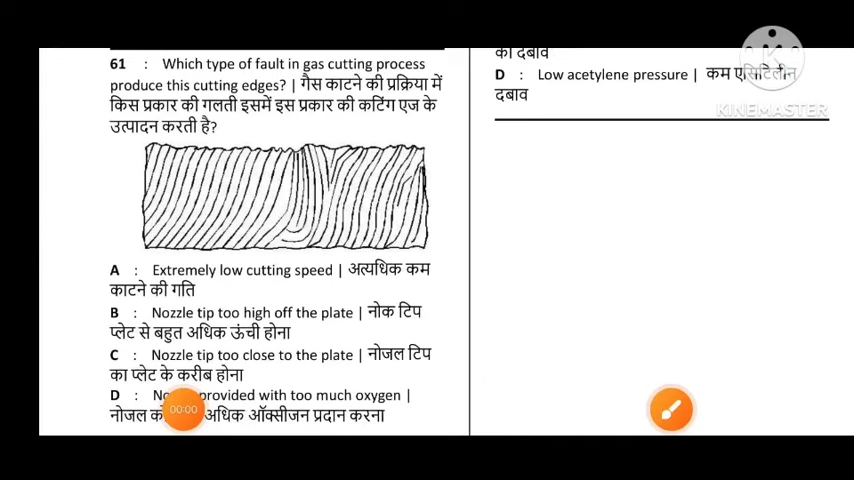 61 : Which type of fault in gas cutting process
produce this cutting edges? | गैस काटने की प्रक्रिया में
किस प्रकार की गलती इसमें इस प्रकार की कटिंग एज के
उत्पादन करती है?
A : Extremely low cutting speed | अत्यधिक कम
काटने की गति
B : Nozzle tip too high off the plate | नोक टिप
प्लेट से बहुत अधिक ऊंची होना
C : Nozzle tip too close to the plate | नोजल टिप
का प्लेट के करीब होना
D : provided with too much oxygen |
नोजल अधिक ऑक्सीजन प्रदान करना
00:00
का दबाव
D : Low acetylene pressure | कम एसिटिलीन
दबाव
KINEMASTER